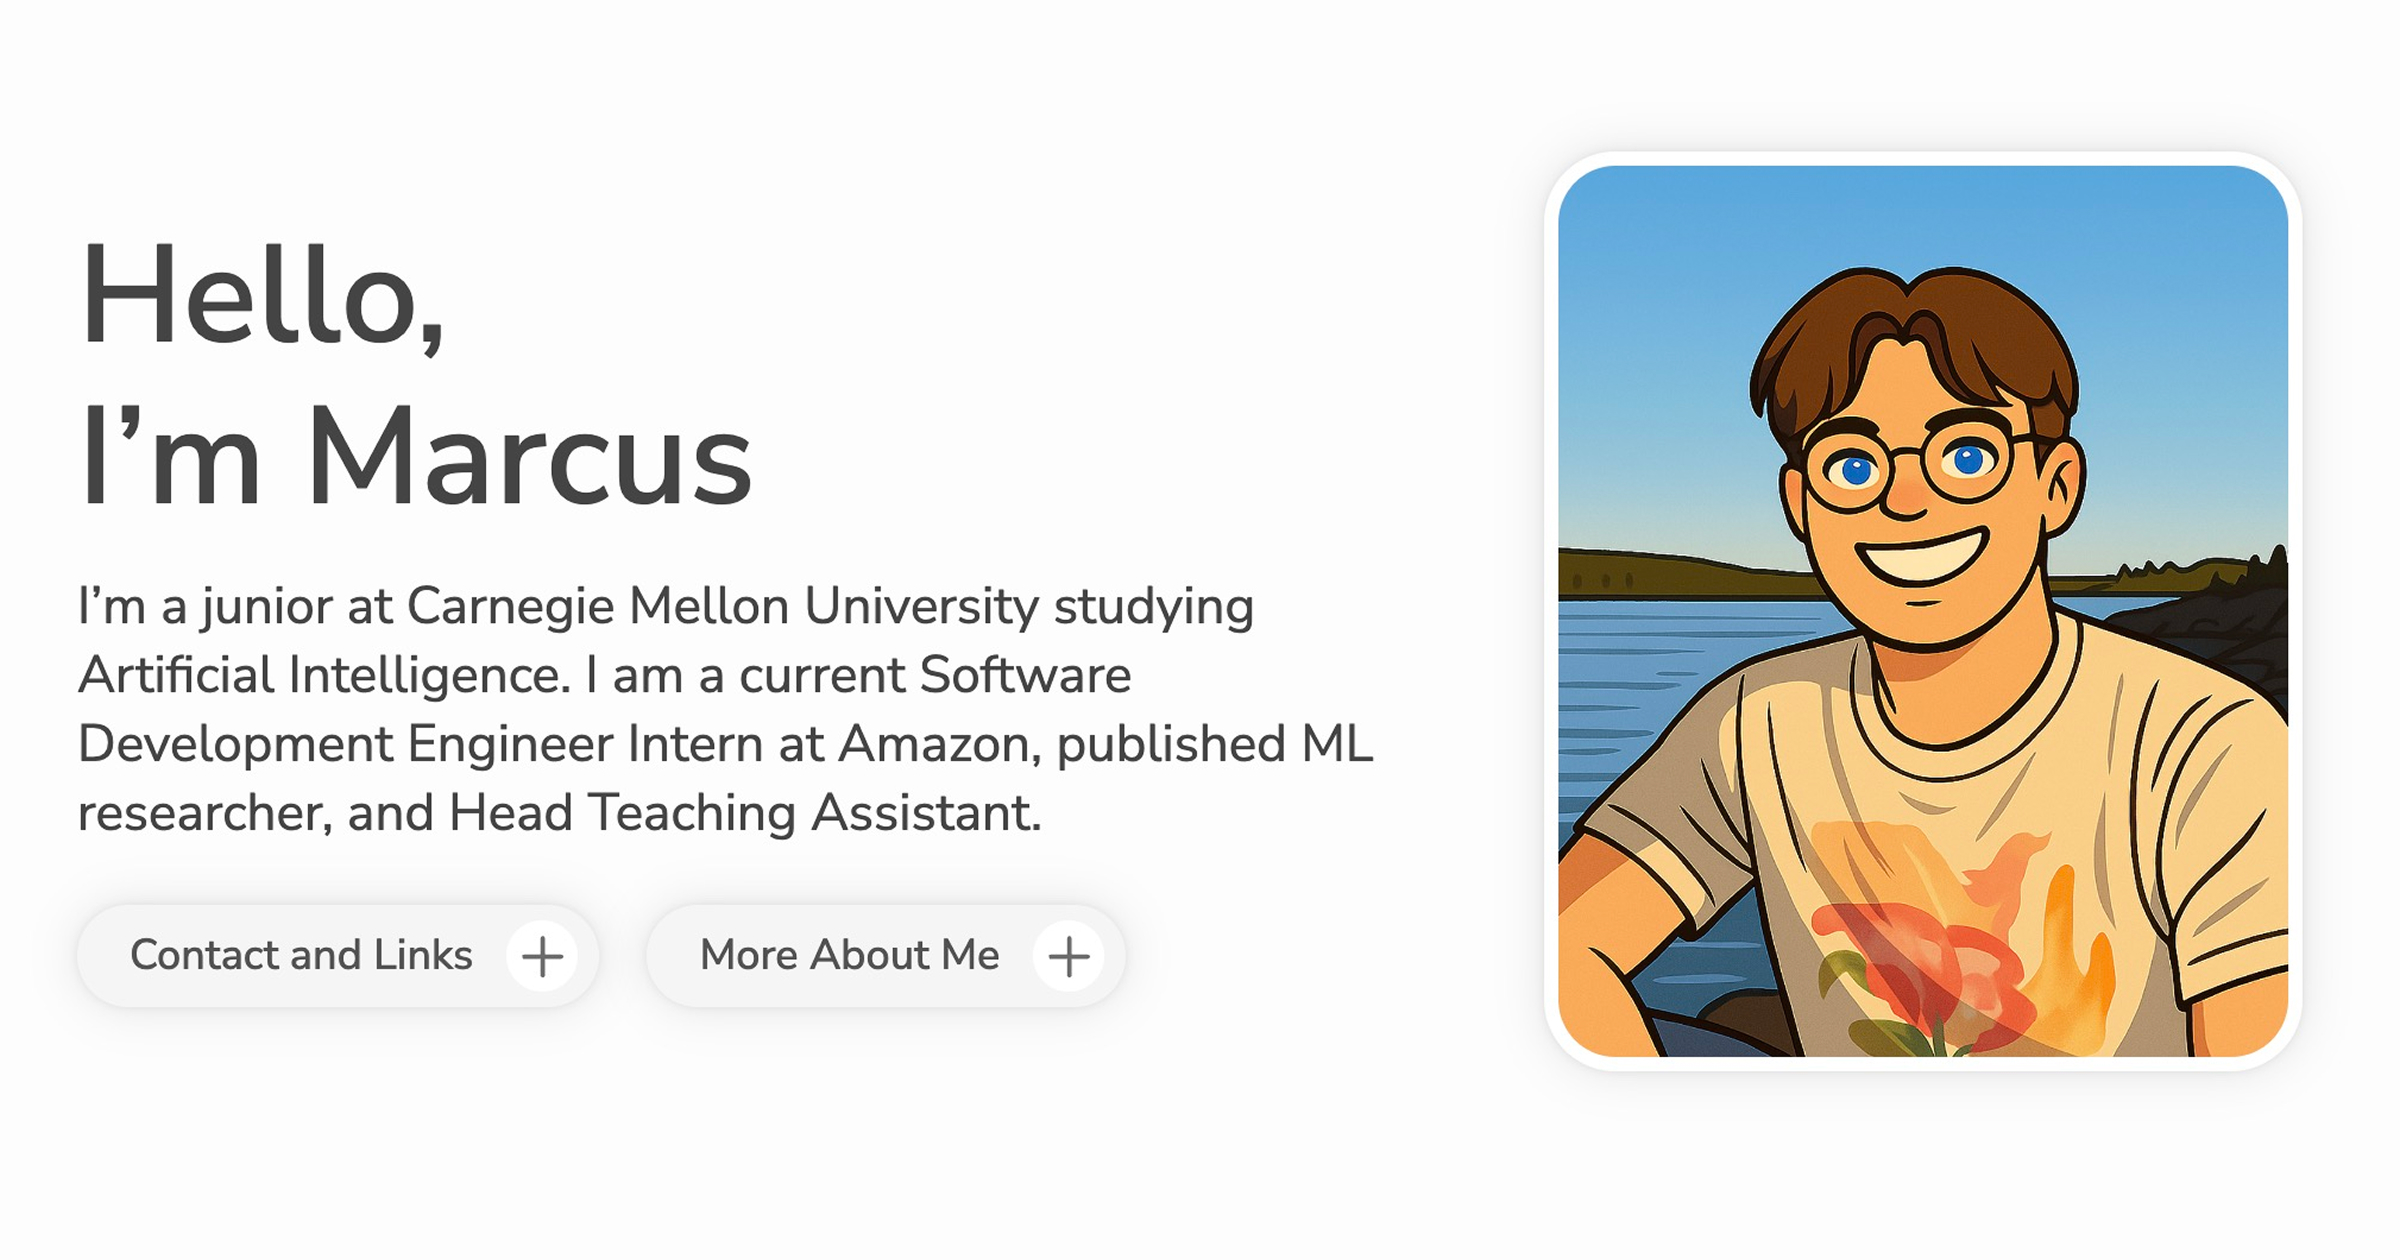 Hello,
I’m Marcus
I’m a junior at Carnegie Mellon University studying
Artificial Intelligence. I am a current Software
Development Engineer Intern at Amazon, published ML
researcher, and Head Teaching Assistant.
Contact and Links
More About Me